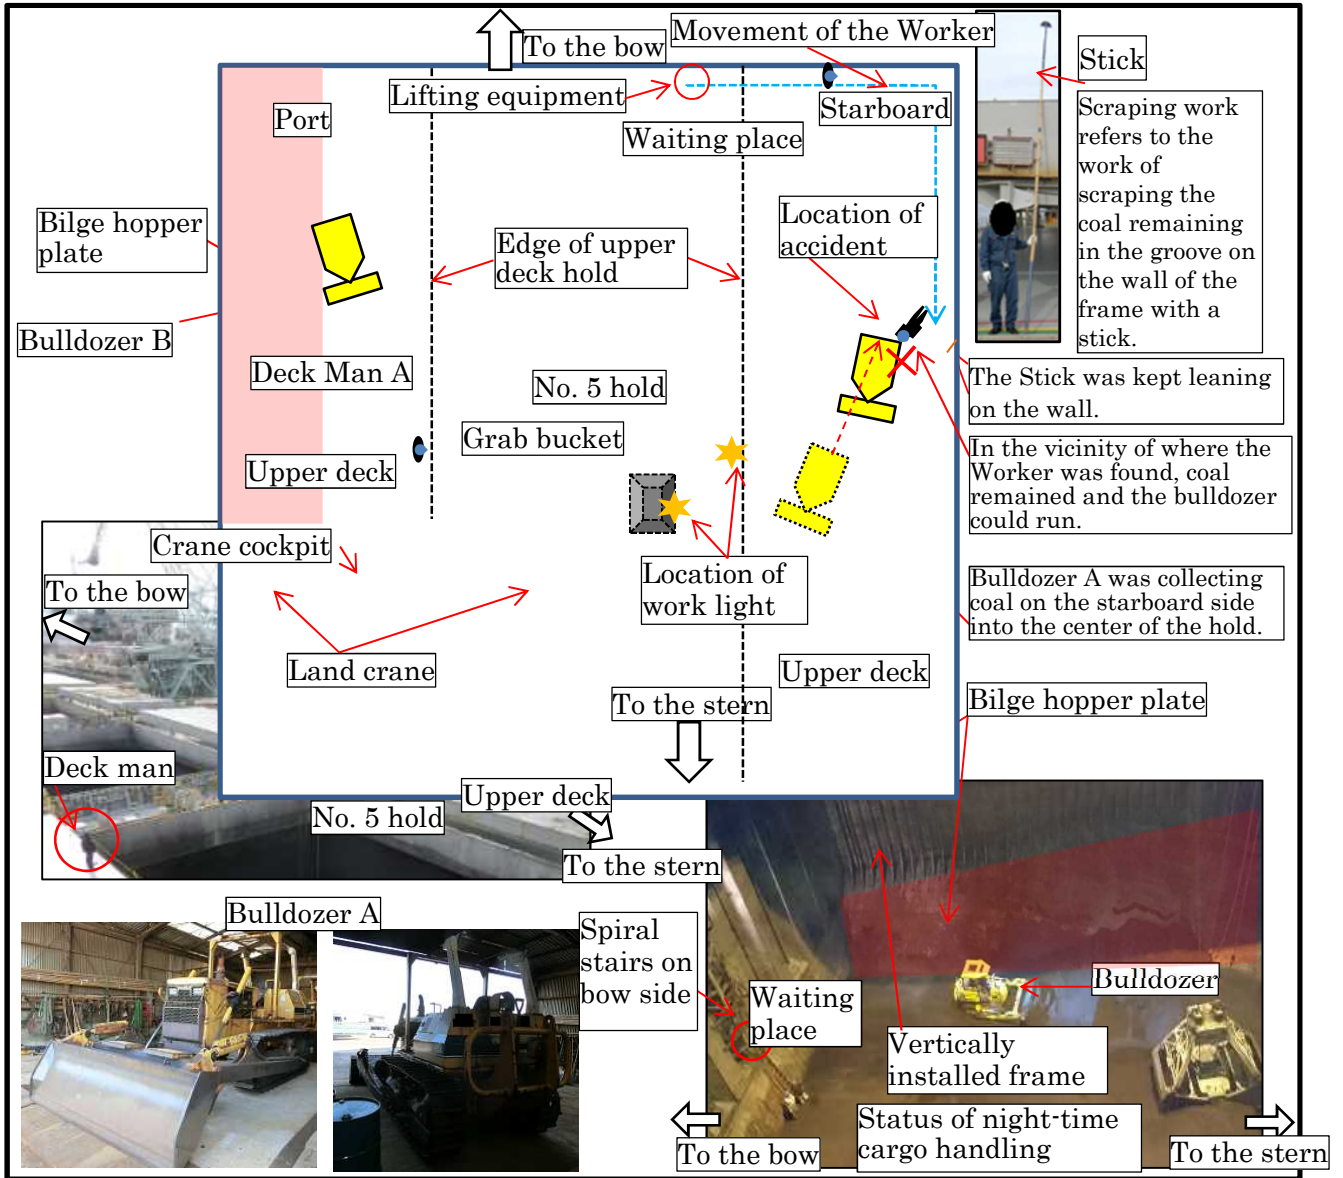 To the bow
Movement of the Worker
Stick
Lifting equipment
Starboard
Port
Waiting place
Scraping work
refers to the
work of
scraping the
coal remaining
in the groove on
the wall of the
frame with a
stick.
Bilge hopper
plate
Edge of upper
deck hold
Location of
accident
Bulldozer B
Deck Man A
No. 5 hold
The Stick was kept leaning
on the wall.
Grab bucket
Upper deck
In the vicinity of where the
Worker was found, coal
remained and the bulldozer
could run.
Crane cockpit
To the bow
Location of
work light
Bulldozer A was collecting
coal on the starboard side
into the center of the hold.
Land crane
Upper deck
To the stern
Bilge hopper plate
Deck man
Upper deck
No. 5 hold
To the stern
Bulldozer A
Spiral
stairs on
bow side
Waiting
place
Bulldozer
Vertically
installed frame
Status of night-time
cargo handling
To the bow
To the stern